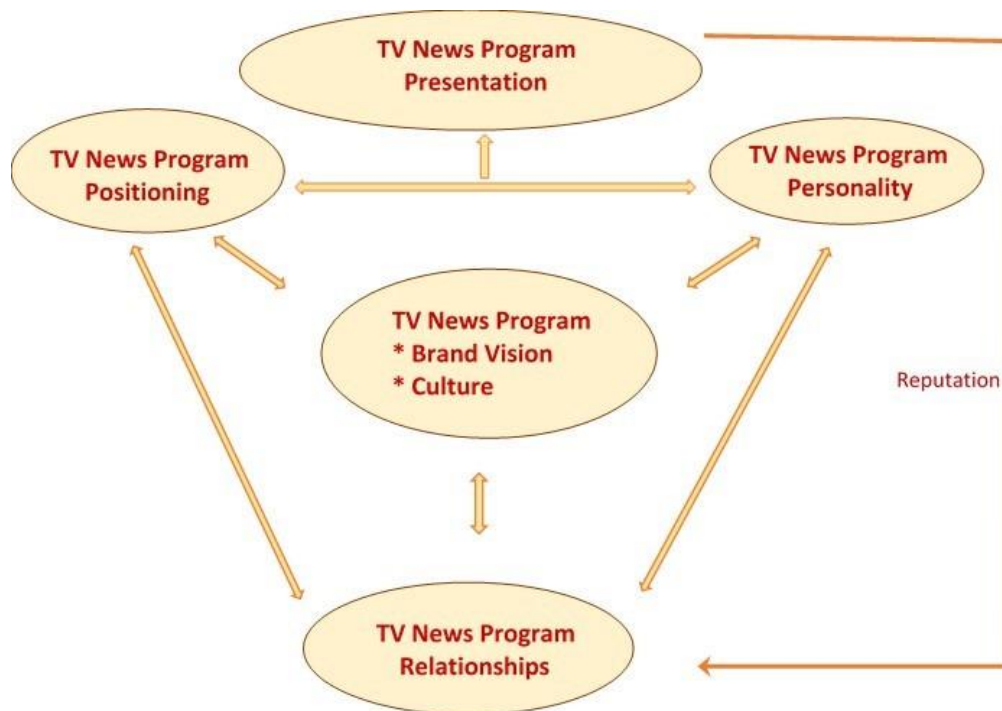 TV News Program
Presentation
TV News Program
Positioning
TV News Program
Personality
TV News Program
* Brand Vision
* Culture
Reputation
TV News Program
Relationships